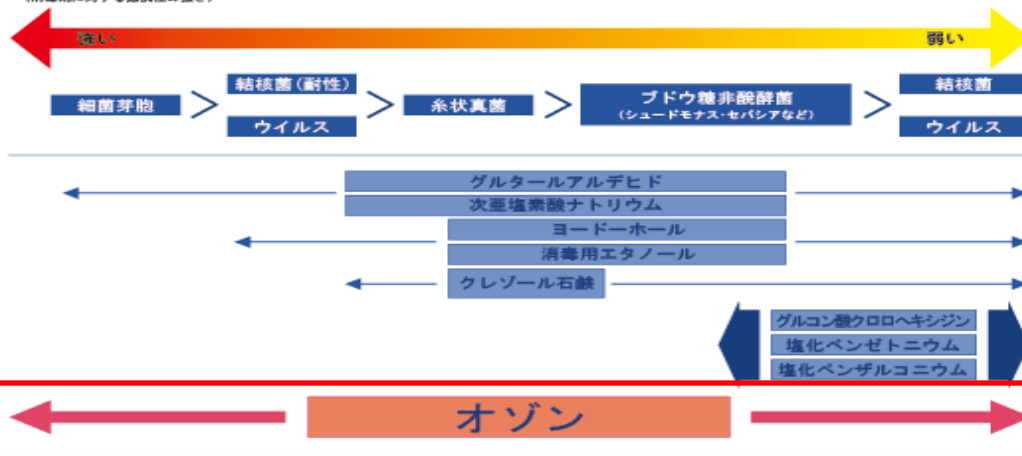 強い
弱い
細菌芽胞 > 結核菌(耐性) > 糸状真菌 > ブドウ糖非醗酵菌 > 結核菌
ウイルス
(シュードモナス・セパシアなど)
ウイルス
グルタールアルデヒド
次亜塩素酸ナトリウム
ヨードーホール
消毒用エタノール
クレゾール石鹸
グルコン酸クロロヘキシジン
塩化ベンゼトニウム
塩化ベンザルコニウム
オゾン